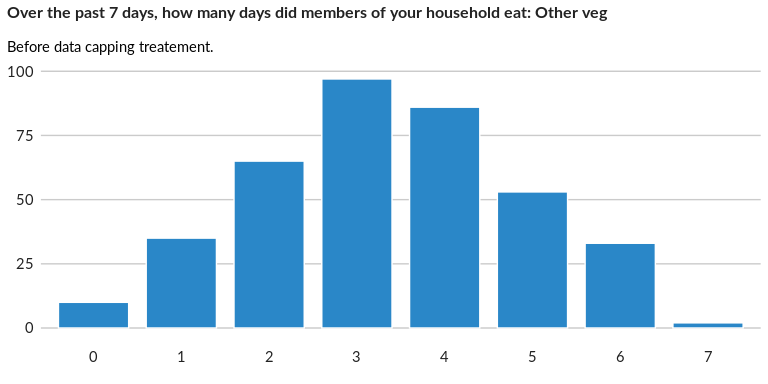 Over the past 7 days, how many days did members of your household eat: Other veg
Before data capping treatement.
100
75
50
25
0
0 1 2 3 4 5 6 7